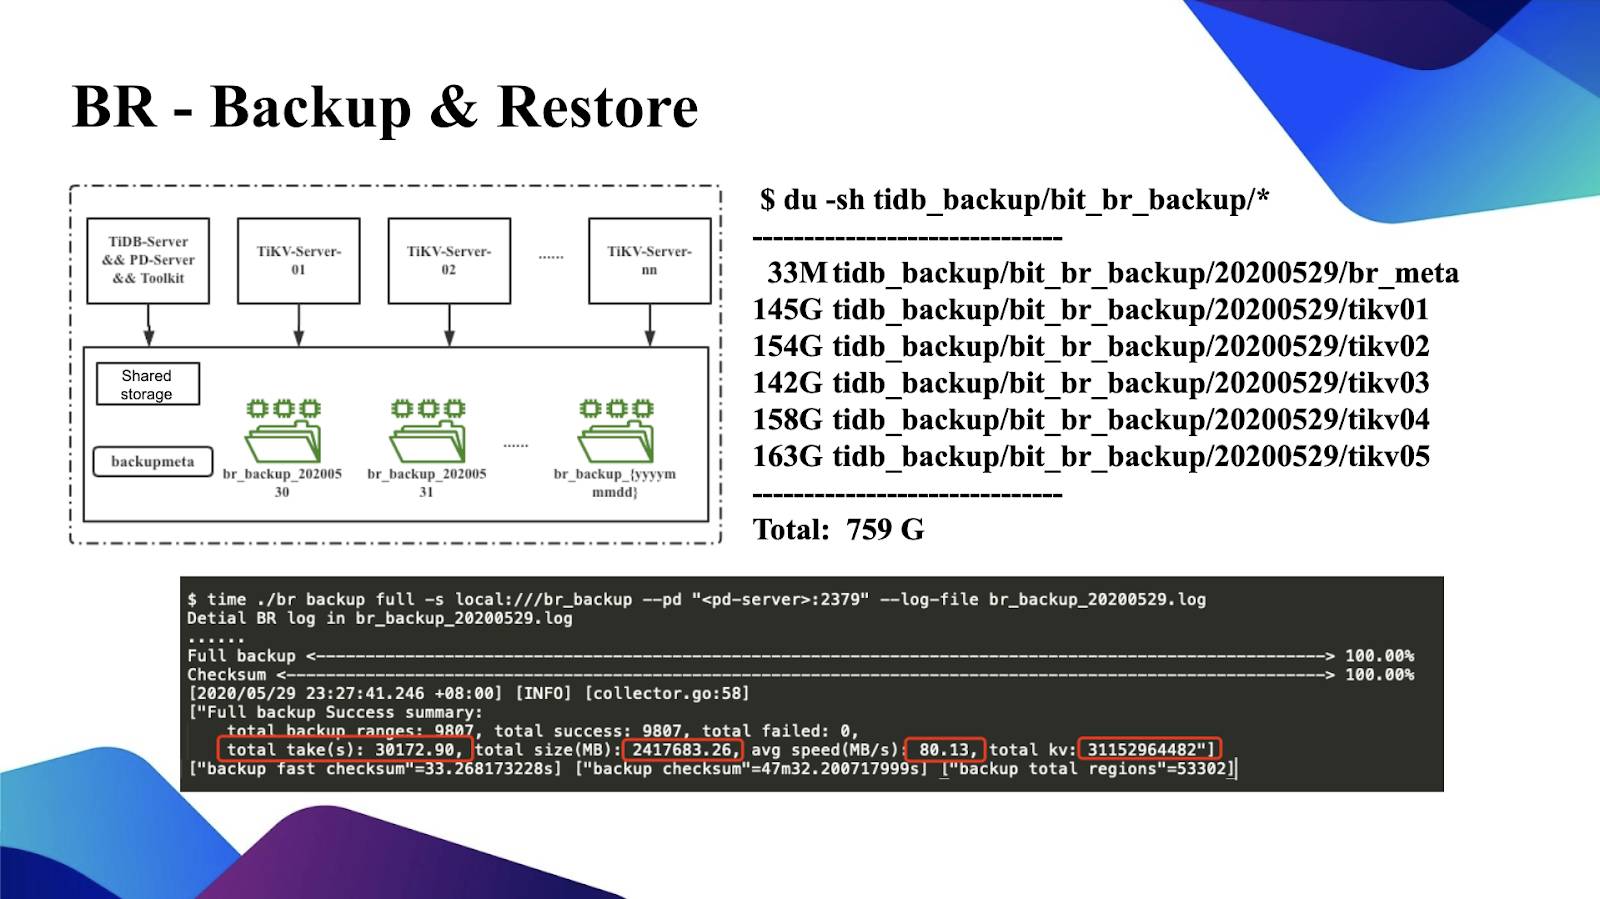 BR - Backup & Restore
TiDB-Server
&& PD-Server
&& Toolkit
TiKV-Server-
01
TiKV-Server-
02
......
TiKV-Server-
nn
Shared
storage
backupmeta
br_backup_202005
30
br_backup_202005
31
......
br_backup_{yyyym
mmdd}
$ du -sh tidb_backup/bit_br_backup/*
------------------------------
33M tidb_backup/bit_br_backup/20200529/br_meta
145G tidb_backup/bit_br_backup/20200529/tikv01
154G tidb_backup/bit_br_backup/20200529/tikv02
142G tidb_backup/bit_br_backup/20200529/tikv03
158G tidb_backup/bit_br_backup/20200529/tikv04
163G tidb_backup/bit_br_backup/20200529/tikv05
------------------------------
Total: 759 G
$ time ./br backup full -s local:///br_backup --pd "<pd-server>:2379" --log-file br_backup_20200529.log
Detial BR log in br_backup_20200529.log
......
Full backup <------------------------------------------------------------------------------------------------------> 100.00%
Checksum <---------------------------------------------------------------------------------------------------------> 100.00%
[2020/05/29 23:27:41.246 +08:00] [INFO] [collector.go:58]
["Full backup Success summary:
total backup ranges: 9807, total success: 9807, total failed: 0,
total take(s): 30172.90, total size(MB): 2417683.26, avg speed(MB/s): 80.13, total kv: 31152964482"]
["backup fast checksum"=33.268173228s] ["backup checksum"=47m32.200717999s] ["backup total regions"=53302]